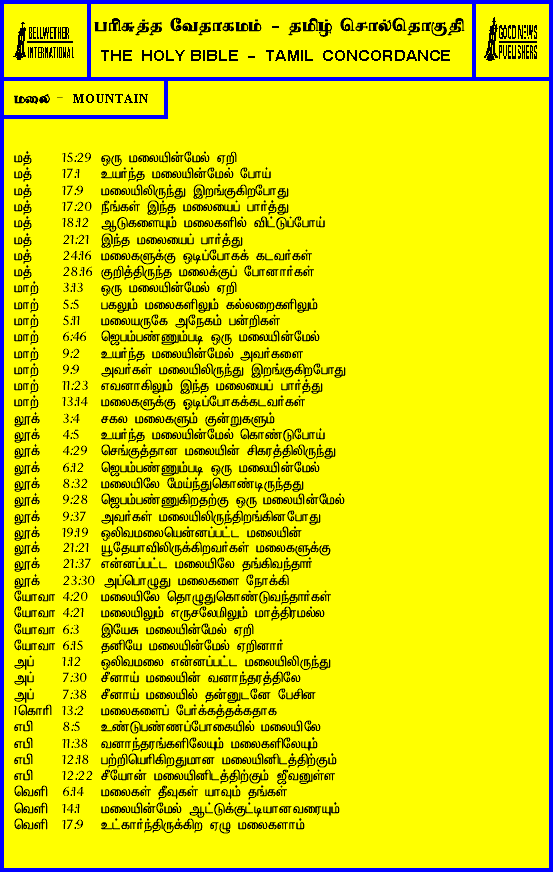 BELLWETHER
INTERNATIONAL
பரிசுத்த வேதாகமம் - தமிழ் சொல்தொகுதி
THE HOLY BIBLE - TAMIL CONCORDANCE
GOOD NEWS
PUBLISHERS
மலை - MOUNTAIN
மத் 15:29 ஒரு மலையின்மேல் ஏறி
மத் 17:1 உயர்ந்த மலையின்மேல் போய்
மத் 17:9 மலையிலிருந்து இறங்குகிறபோது
மத் 17:20 நீங்கள் இந்த மலையைப் பார்த்து
மத் 18:12 ஆடுகளையும் மலைகளில் விட்டுப்போய்
மத் 21:21 இந்த மலையைப் பார்த்து
மத் 24:16 மலைகளுக்கு ஓடிப்போகக் கடவர்கள்
மத் 28:16 குறித்திருந்த மலைக்குப் போனார்கள்
மாற் 3:13 ஒரு மலையின்மேல் ஏறி
மாற் 5:5 பகலும் மலைகளிலும் கல்லறைகளிலும்
மாற் 5:11 மலையருகே அநேகம் பன்றிகள்
மாற் 6:46 ஜெபம்பண்ணும்படி ஒரு மலையின்மேல்
மாற் 9:2 உயர்ந்த மலையின்மேல் அவர்களை
மாற் 9:9 அவர்கள் மலையிலிருந்து இறங்குகிறபோது
மாற் 11:23 எவனாகிலும் இந்த மலையைப் பார்த்து
மாற் 13:14 மலைகளுக்கு ஓடிப்போகக்கடவர்கள்
லூக் 3:4 சகல மலைகளும் குன்றுகளும்
லூக் 4:5 உயர்ந்த மலையின்மேல் கொண்டுபோய்
லூக் 4:29 செங்குத்தான மலையின் சிகரத்திலிருந்து
லூக் 6:12 ஜெபம்பண்ணும்படி ஒரு மலையின்மேல்
லூக் 8:32 மலையிலே மேய்ந்துகொண்டிருந்தது
லூக் 9:28 ஜெபம்பண்ணுகிறதற்கு ஒரு மலையின்மேல்
லூக் 9:37 அவர்கள் மலையிலிருந்திறங்கினபோது
லூக் 19:19 ஒலிவமலையென்னப்பட்ட மலையின்
லூக் 21:21 யூதேயாவிலிருக்கிறவர்கள் மலைகளுக்கு
லூக் 21:37 என்னப்பட்ட மலையிலே தங்கிவந்தார்
லூக் 23:30 அப்பொழுது மலைகளை நோக்கி
யோவா 4:20 மலையிலே தொழுதுகொண்டுவந்தார்கள்
யோவா 4:21 மலையிலும் எருசலேமிலும் மாத்திரமல்ல
யோவா 6:3 இயேசு மலையின்மேல் ஏறி
யோவா 6:15 தனியே மலையின்மேல் ஏறினார்
அப் 1:12 ஒலிவமலை என்னப்பட்ட மலையிலிருந்து
அப் 7:30 சீனாய் மலையின் வனாந்தரத்திலே
அப் 7:38 சீனாய் மலையில் தன்னுடனே பேசின
1கொரி 13:2 மலைகளைப் பேர்க்கத்தக்கதாக
எபி 8:5 உண்டுபண்ணப்போகையில் மலையிலே
எபி 11:38 வனாந்தரங்களிலேயும் மலைகளிலேயும்
எபி 12:18 பற்றியெரிகிறதுமான மலையினிடத்திற்கும்
எபி 12:22 சீயோன் மலையினிடத்திற்கும் ஜீவனுள்ள
வெளி 6:14 மலைகள் தீவுகள் யாவும் தங்கள்
வெளி 14:1 மலையின்மேல் ஆட்டுக்குட்டியானவரையும்
வெளி 17:9 உட்கார்ந்திருக்கிற ஏழு மலைகளாம்